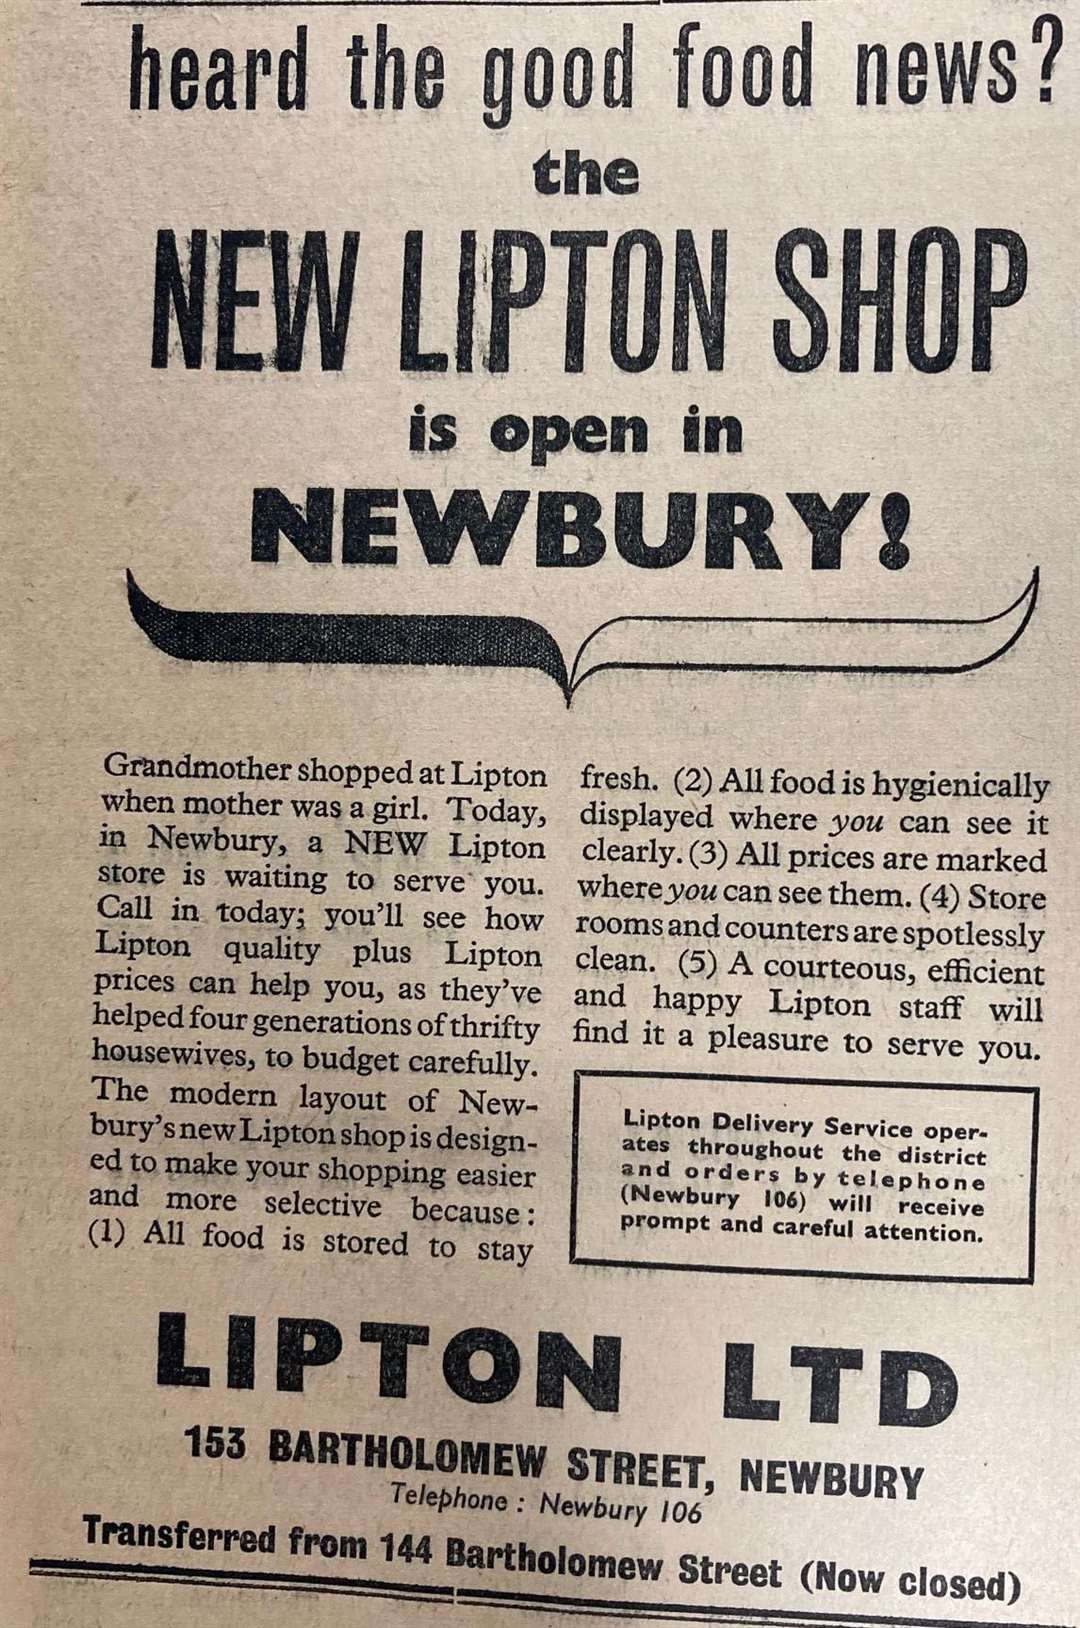 heard the good food news?
the
NEW LIPTON SHOP
is open in
NEWBURY!
Grandmother shopped at Lipton
when mother was a girl. Today,
in Newbury, a NEW Lipton
store is waiting to serve you.
Call in today; you'll see how
Lipton quality plus Lipton
prices can help you, as they've
helped four generations of thrifty
housewives, to budget carefully.
The modern layout of New-
bury's new Lipton shop is design-
ed to make your shopping easier
and more selective because:
(1) All food is stored to stay
fresh. (2) All food is hygienically
displayed where you can see it
clearly. (3) All prices are marked
where you can see them. (4) Store
rooms and counters are spotlessly
clean. (5) A courteous, efficient
and happy Lipton staff will
find it a pleasure to serve you.
Lipton Delivery Service oper-
ates throughout the district
and orders by telephone
(Newbury 106) will receive
prompt and careful attention.
LIPTON LTD
153 BARTHOLOMEW STREET, NEWBURY
Telephone : Newbury 106
Transferred from 144 Bartholomew Street (Now closed)